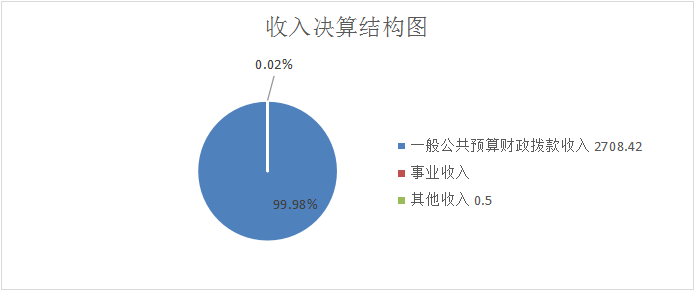 收入决算结构图
0.02%
99.98%
一般公共预算财政拨款收入 2708.42
事业收入
其他收入 0.5